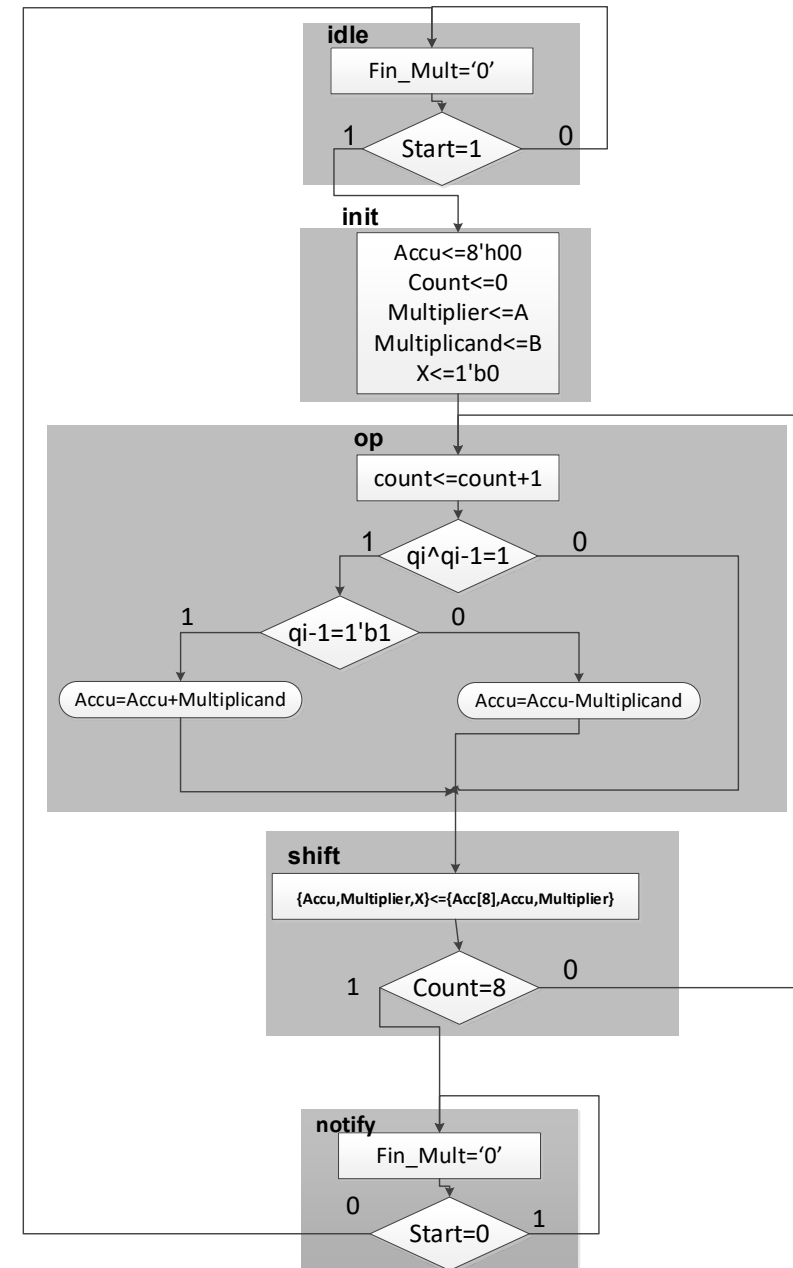 idle
Fin_Mult=‘0’
1
Start=1
0
init
Accu<=8'h00
Count<=0
Multiplier<=A
Multiplicand<=B
X<=1'b0
op
count<=count+1
1
qi^qi-1=1
0
1
qi-1=1'b1
0
Accu=Accu+Multiplicand
Accu=Accu-Multiplicand
shift
{Accu,Multiplier,X}<={Acc[8],Accu,Multiplier}
1
Count=8
0
notify
Fin_Mult=‘0’
0
Start=0
1